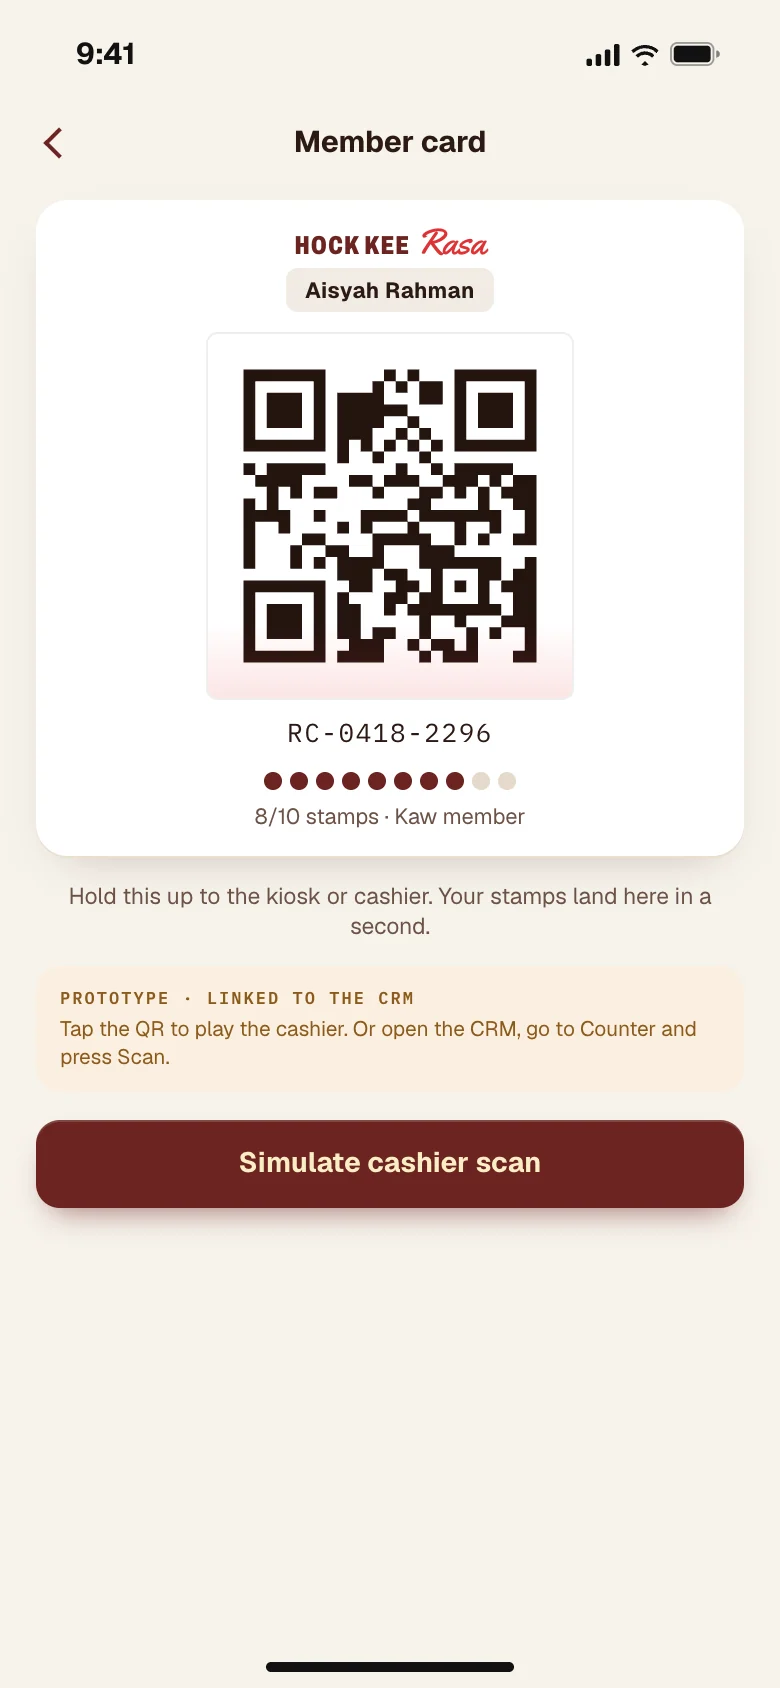 9:41
Member card
HOCK KEE Rasa
Aisyah Rahman
RC-0418-2296
8/10 stamps · Kaw member
Hold this up to the kiosk or cashier. Your stamps land here in a
second.
PROTOTYPE · LINKED TO THE CRM
Tap the QR to play the cashier. Or open the CRM, go to Counter and
press Scan.
Simulate cashier scan